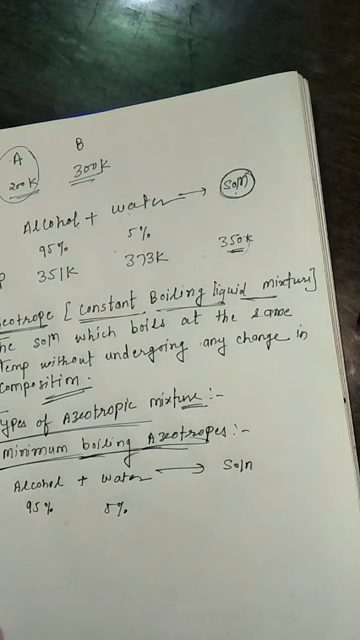 A B
200K 300K
Alcohol + water → Soln
95% 5%
351K 373K 350K
eotrope [Constant Boiling liquid mixture]
The soln which boils at the same
Temp without undergoing any change in
composition.
ypes of Azeotropic mixture :-
Minimum boiling Azeotropes :-
Alcohol + water → Soln
95% 5%